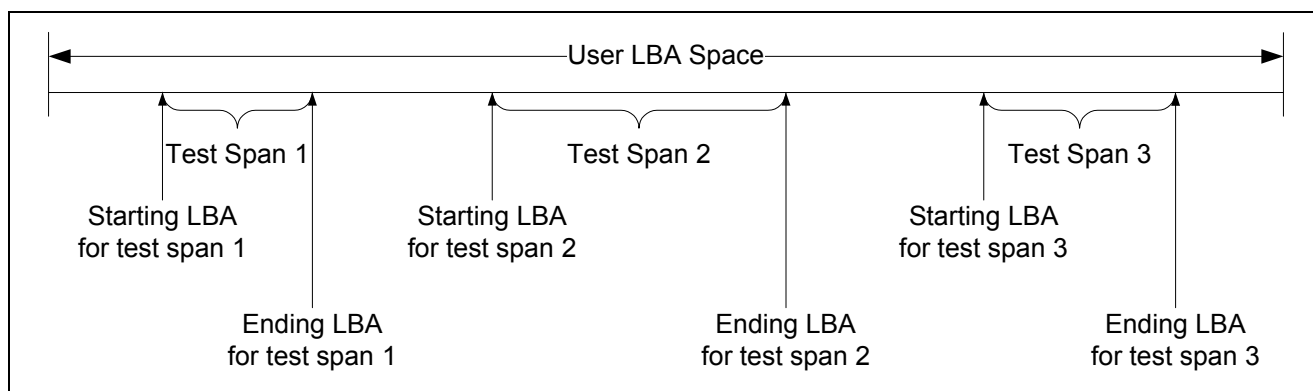 User LBA Space
Test Span 1
Test Span 2
Test Span 3
Starting LBA
for test span 1
Starting LBA
for test span 2
Starting LBA
for test span 3
Ending LBA
for test span 1
Ending LBA
for test span 2
Ending LBA
for test span 3